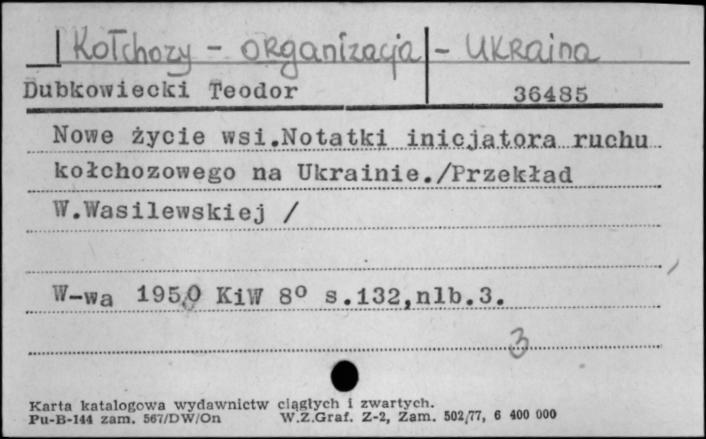 Kołchozy - organizacja - Ukraina
Dubkowiecki Teodor 36485
Nowe życie wsi.Notatki inicjatora ruchu
kołchozowego na Ukrainie./Przekład
W.Wasilewskiej /
W-wa 1950 KiW 8º s.132,nlb.3.
3
Karta katalogowa wydawnictw ciągłych i zwartych.
Pu-B-144 zam. 567/DW/On W.Z.Graf. Z-2, Zam. 502/77, 6 400 000